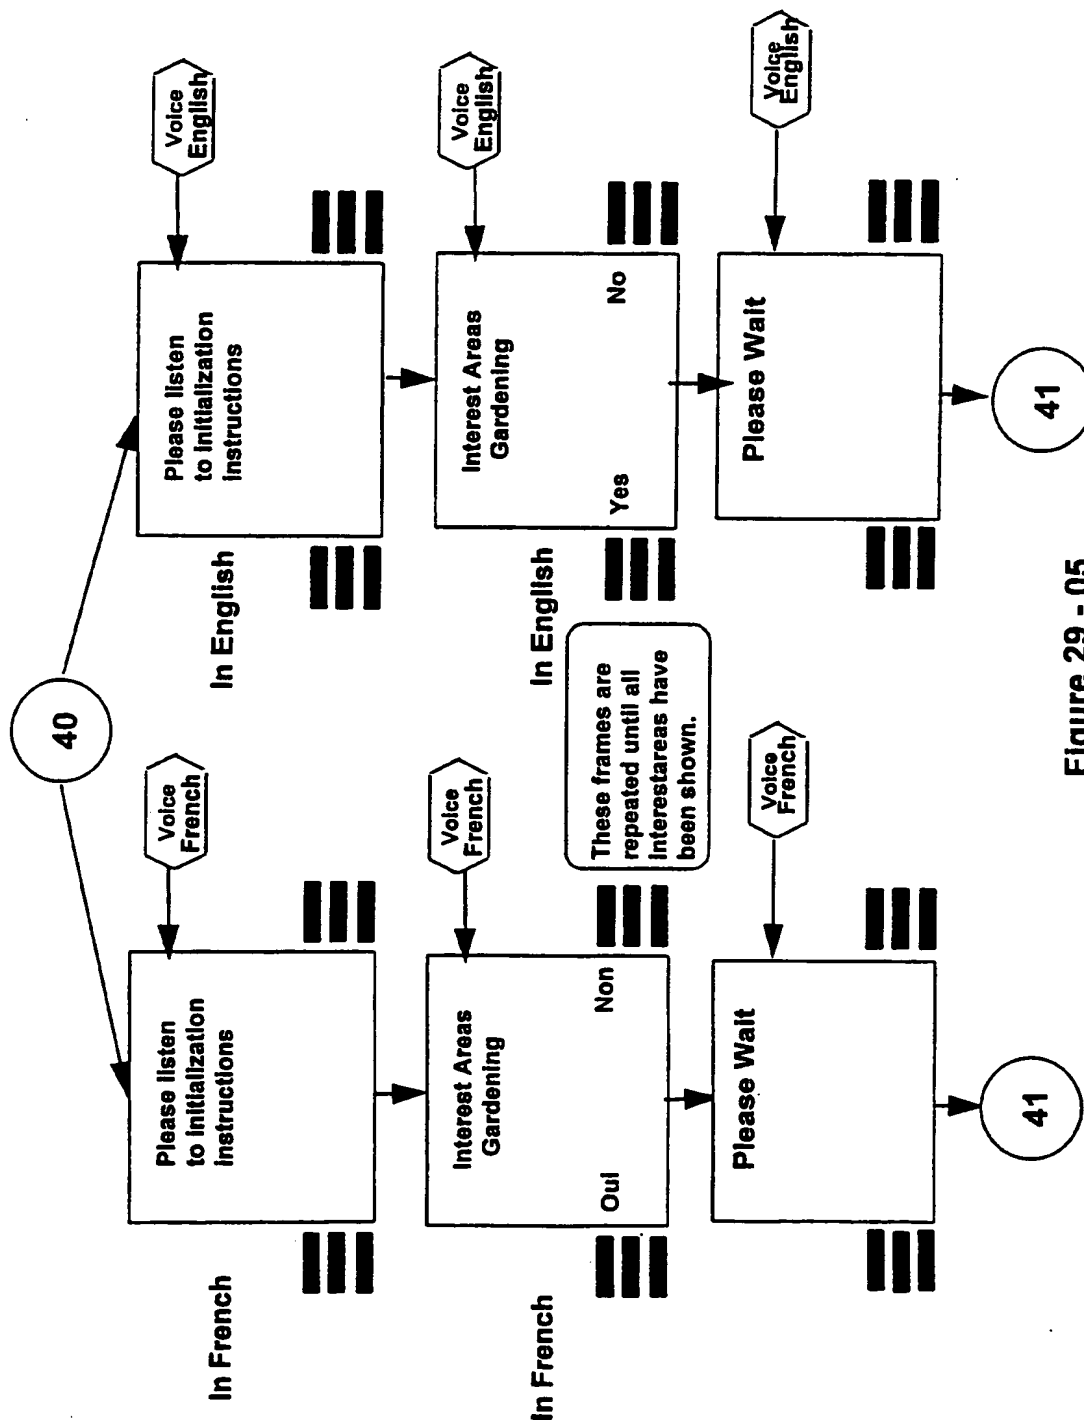 40
Voice
French
Voice
English
Please listen
to initialization
instructions
Please listen
to initialization
instructions
In French
In English
Voice
French
Voice
English
Interest Areas
Gardening
Oui Non
Interest Areas
Gardening
Yes No
In French
In English
These frames are
repeated until all
interestareas have
been shown.
Voice
French
Voice
English
Please Wait
Please Wait
41
41
Figure 29 - 05